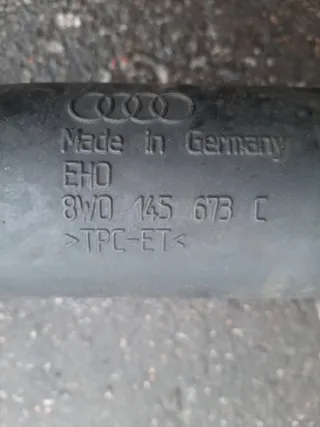 Made in Germany
EHO
8W0 145 673 C
>TPC-ET<